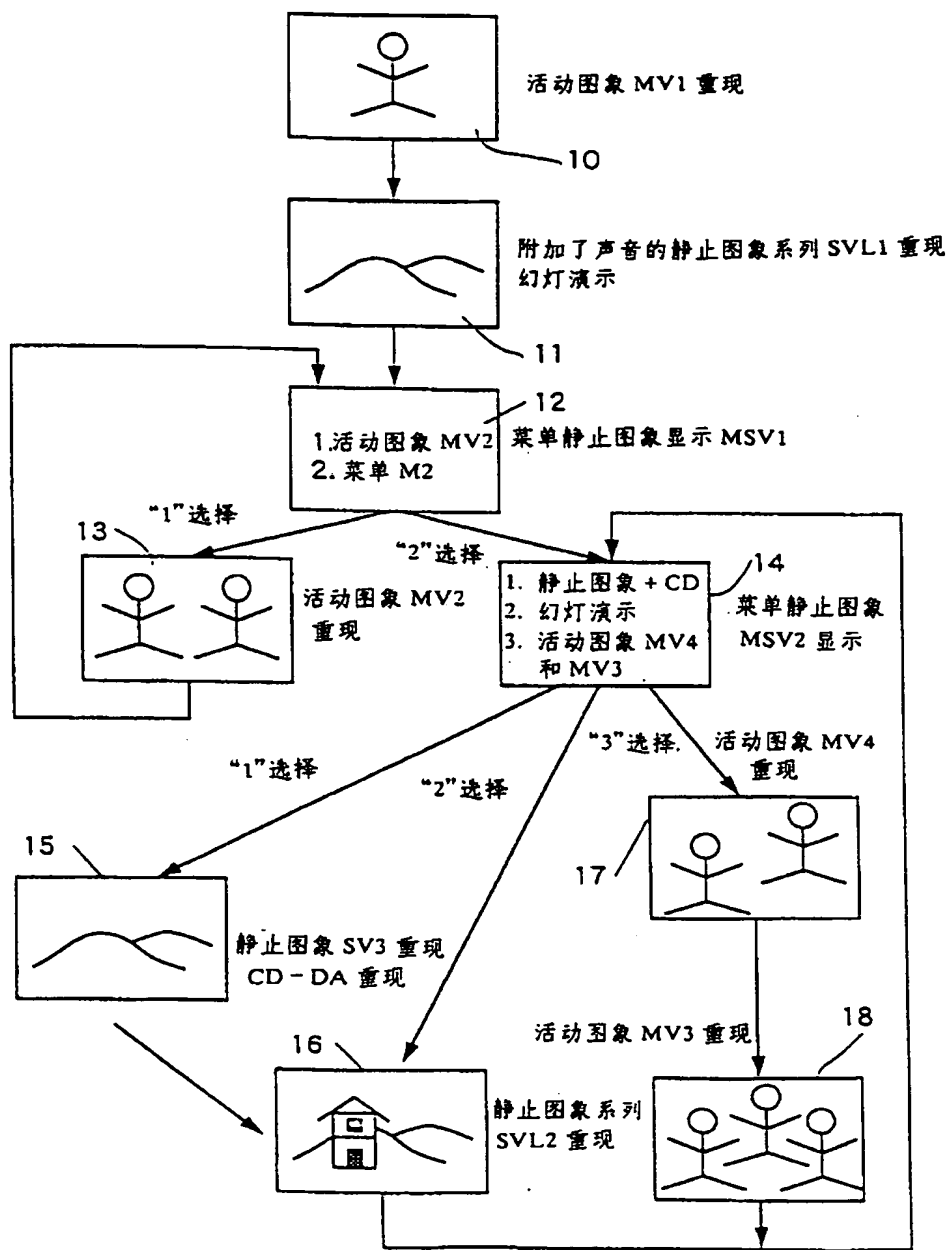 活动图象 MV1 重现
10
附加了声音的静止图象系列 SVL1 重现
幻灯演示
11
12
1.活动图象 MV2
2.菜单 M2
菜单静止图象显示 MSV1
“1”选择
“2”选择
13
活动图象 MV2
重现
14
1. 静止图象 + CD
2. 幻灯演示
3. 活动图象 MV4
和 MV3
菜单静止图象
MSV2 显示
“1”选择
“2”选择
“3”选择.
活动图象 MV4
重现
15
静止图象 SV3 重现
CD-DA 重现
17
16
静止图象系列
SVL2 重现
活动图象 MV3 重现
18